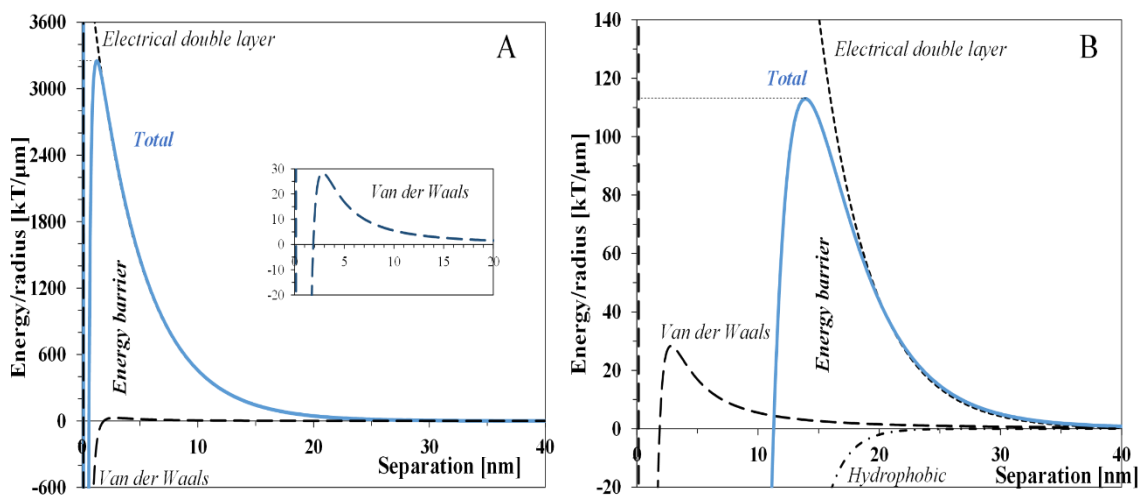 3600
3000
2400
1800
1200
600
0
-600
Energy/radius [kT/µm]
Electrical double layer
A
Total
Energy barrier
30
20
10
0
-10
-20
Van der Waals
0
5
10
15
20
0
10
20
30
40
Separation [nm]
Van der Waals
140
120
100
80
60
40
20
0
-20
Energy/radius [kT/µm]
Electrical double layer
B
Total
Energy barrier
Van der Waals
0
10
20
30
40
Hydrophobic
Separation [nm]